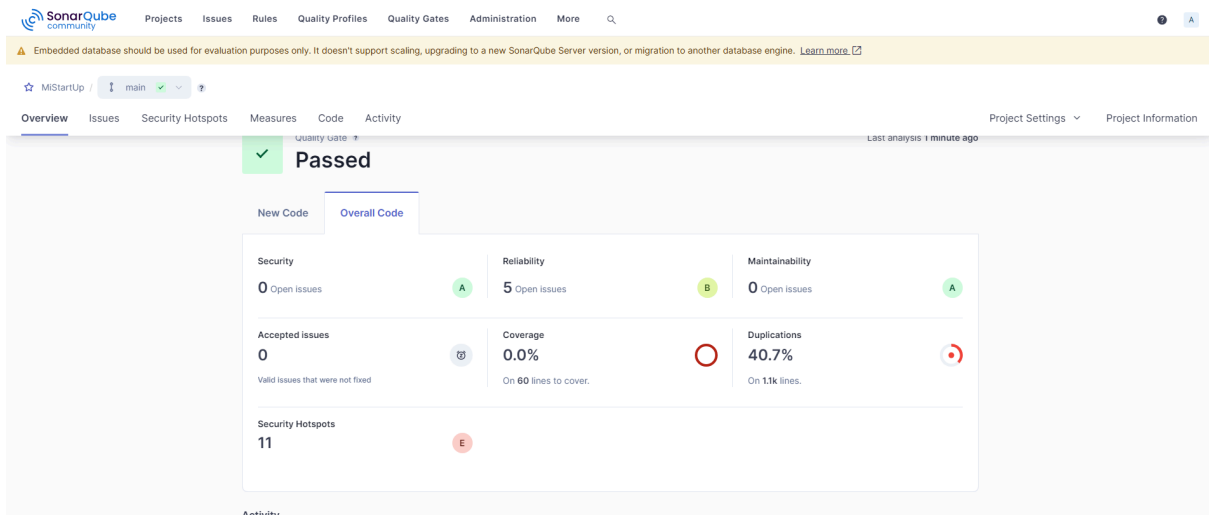 SonarQube community Projects Issues Rules Quality Profiles Quality Gates Administration More ? A
Embedded database should be used for evaluation purposes only. It doesn't support scaling, upgrading to a new SonarQube Server version, or migration to another database engine. Learn more
MiStartUp / main ?
Overview Issues Security Hotspots Measures Code Activity Project Settings Project Information
Quality Gate ? Last analysis 1 minute ago
Passed
New Code Overall Code
Security Reliability Maintainability
0 Open issues A 5 Open issues B 0 Open issues A
Accepted issues Coverage Duplications
0 0.0% 40.7%
Valid issues that were not fixed On 60 lines to cover. On 1.1k lines.
Security Hotspots
11 E
Activity